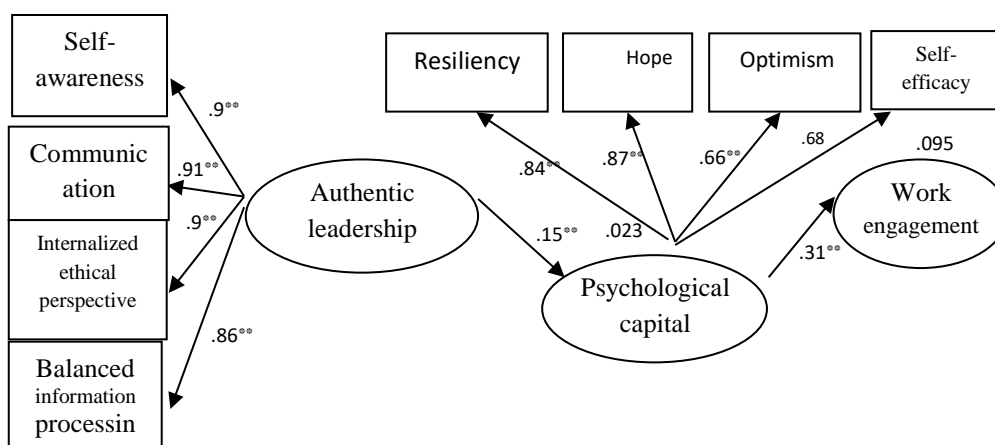 Self-
awareness
.9**
Communic
ation
.91**
Internalized
ethical
perspective
.9**
Balanced
information
processin
.86**
Authentic
leadership
.15**
Resiliency
Hope
Optimism
Self-
efficacy
.84**
.87**
.66**
.68
.023
Psychological
capital
.31**
.095
Work
engagement